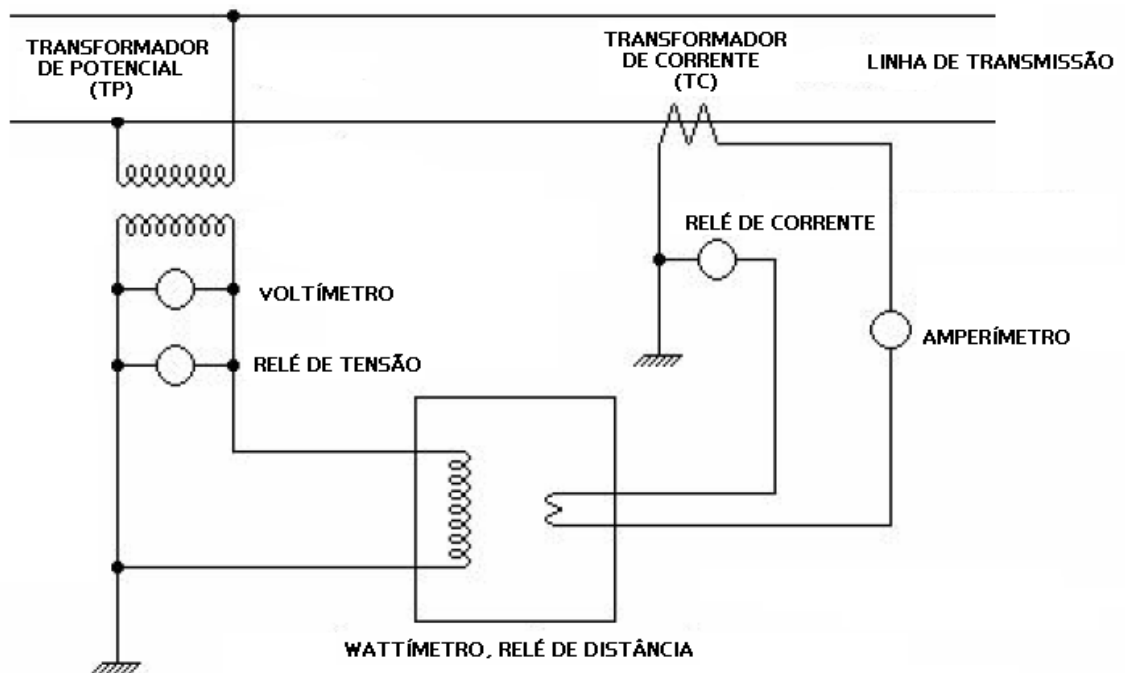 TRANSFORMADOR
DE POTENCIAL
(TP)
TRANSFORMADOR
DE CORRENTE
(TC)
LINHA DE TRANSMISSÃO
RELÉ DE CORRENTE
VOLTÍMETRO
AMPERÍMETRO
RELÉ DE TENSÃO
WATTÍMETRO, RELÉ DE DISTÂNCIA